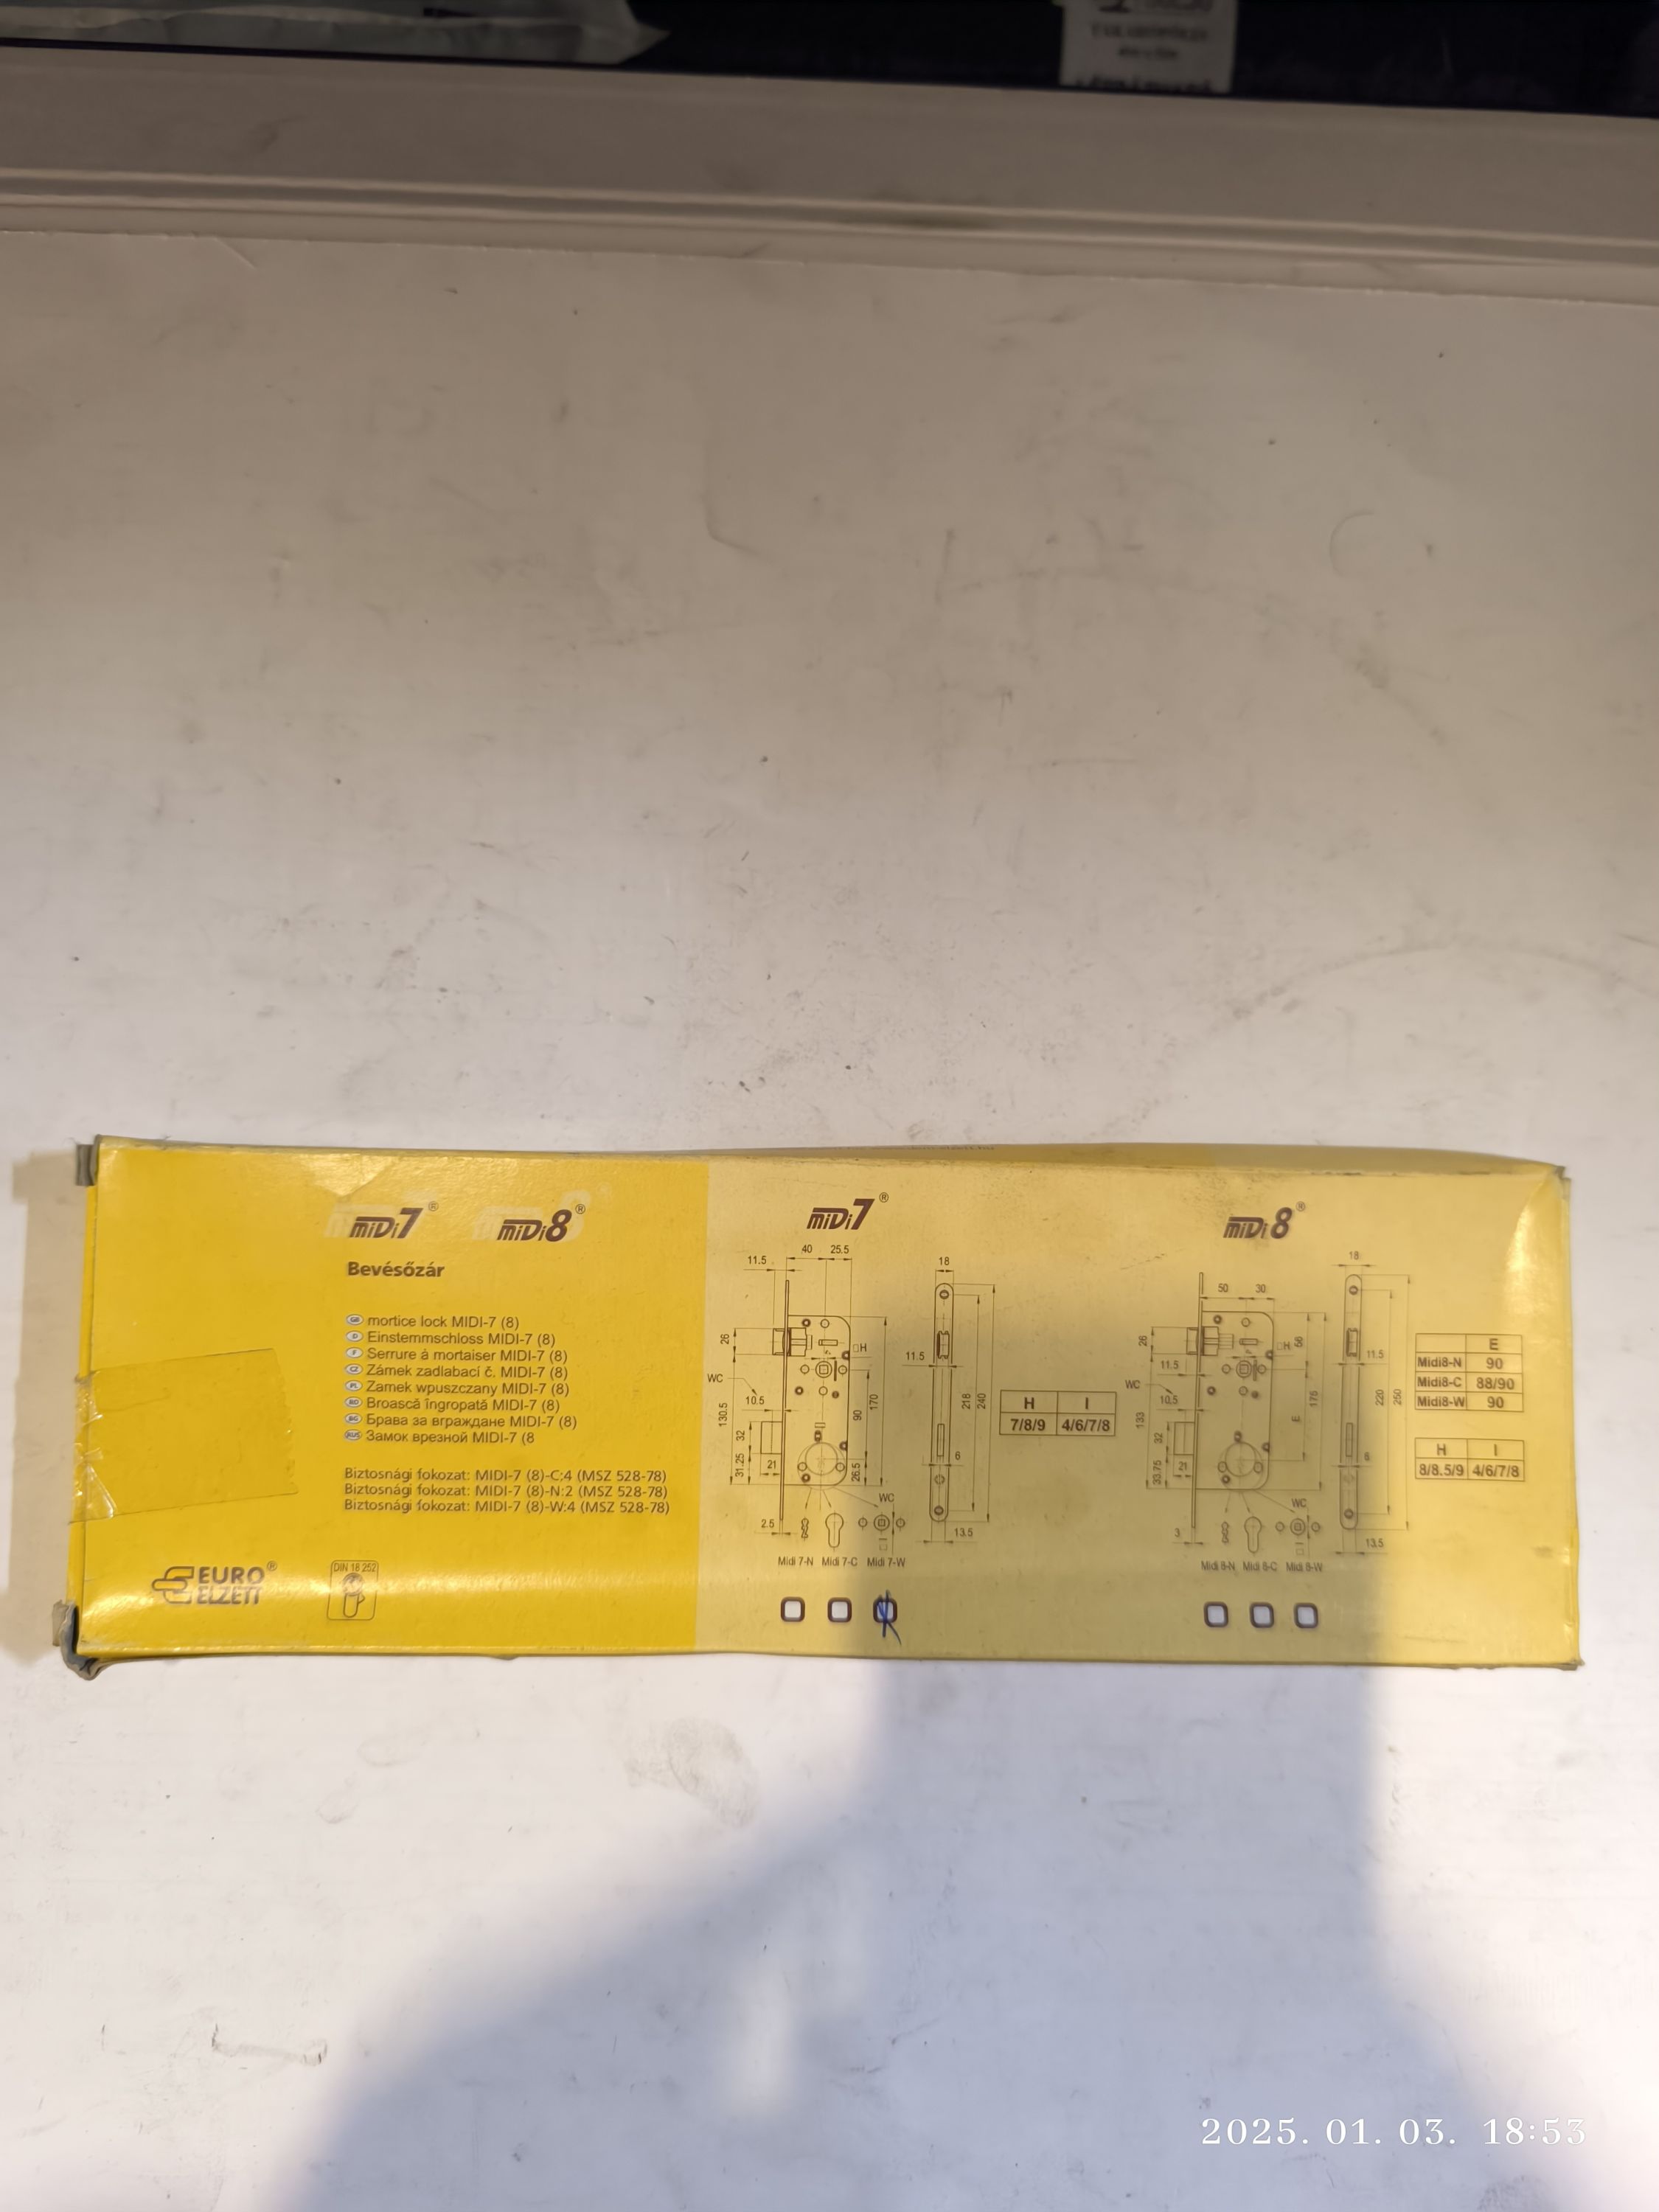 miDi7® miDi8®
Bevésőzár
GB mortice lock MIDI-7 (8)
D Einstemmschloss MIDI-7 (8)
F Serrure à mortaiser MIDI-7 (8)
CZ Zámek zadlabací č. MIDI-7 (8)
PL Zamek wpuszczany MIDI-7 (8)
RO Broască îngropată MIDI-7 (8)
BG Брава за вграждане MIDI-7 (8)
RUS Замок врезной MIDI-7 (8
Biztosnági fokozat: MIDI-7 (8)-C:4 (MSZ 528-78)
Biztosnági fokozat: MIDI-7 (8)-N:2 (MSZ 528-78)
Biztosnági fokozat: MIDI-7 (8)-W:4 (MSZ 528-78)
EURO®
ELZETT
DIN 18 252
miDi7®
40 25.5
11.5
18
26
□H
11.5
WC
10.5
130.5
90
170
218
240
32
21
31.25
26.5
6
WC
2.5
□I
13.5
Midi 7-N Midi 7-C Midi 7-W
H I
7/8/9 4/6/7/8
miDi8®
18
50 30
26
□H
56
11.5
11.5
WC
10.5
133
E
175
220
250
32
21
33.75
6
WC
3
□I
13.5
Midi 8-N Midi 8-C Midi 8-W
E
Midi8-N 90
Midi8-C 88/90
Midi8-W 90
H I
8/8.5/9 4/6/7/8
2025. 01. 03. 18:53